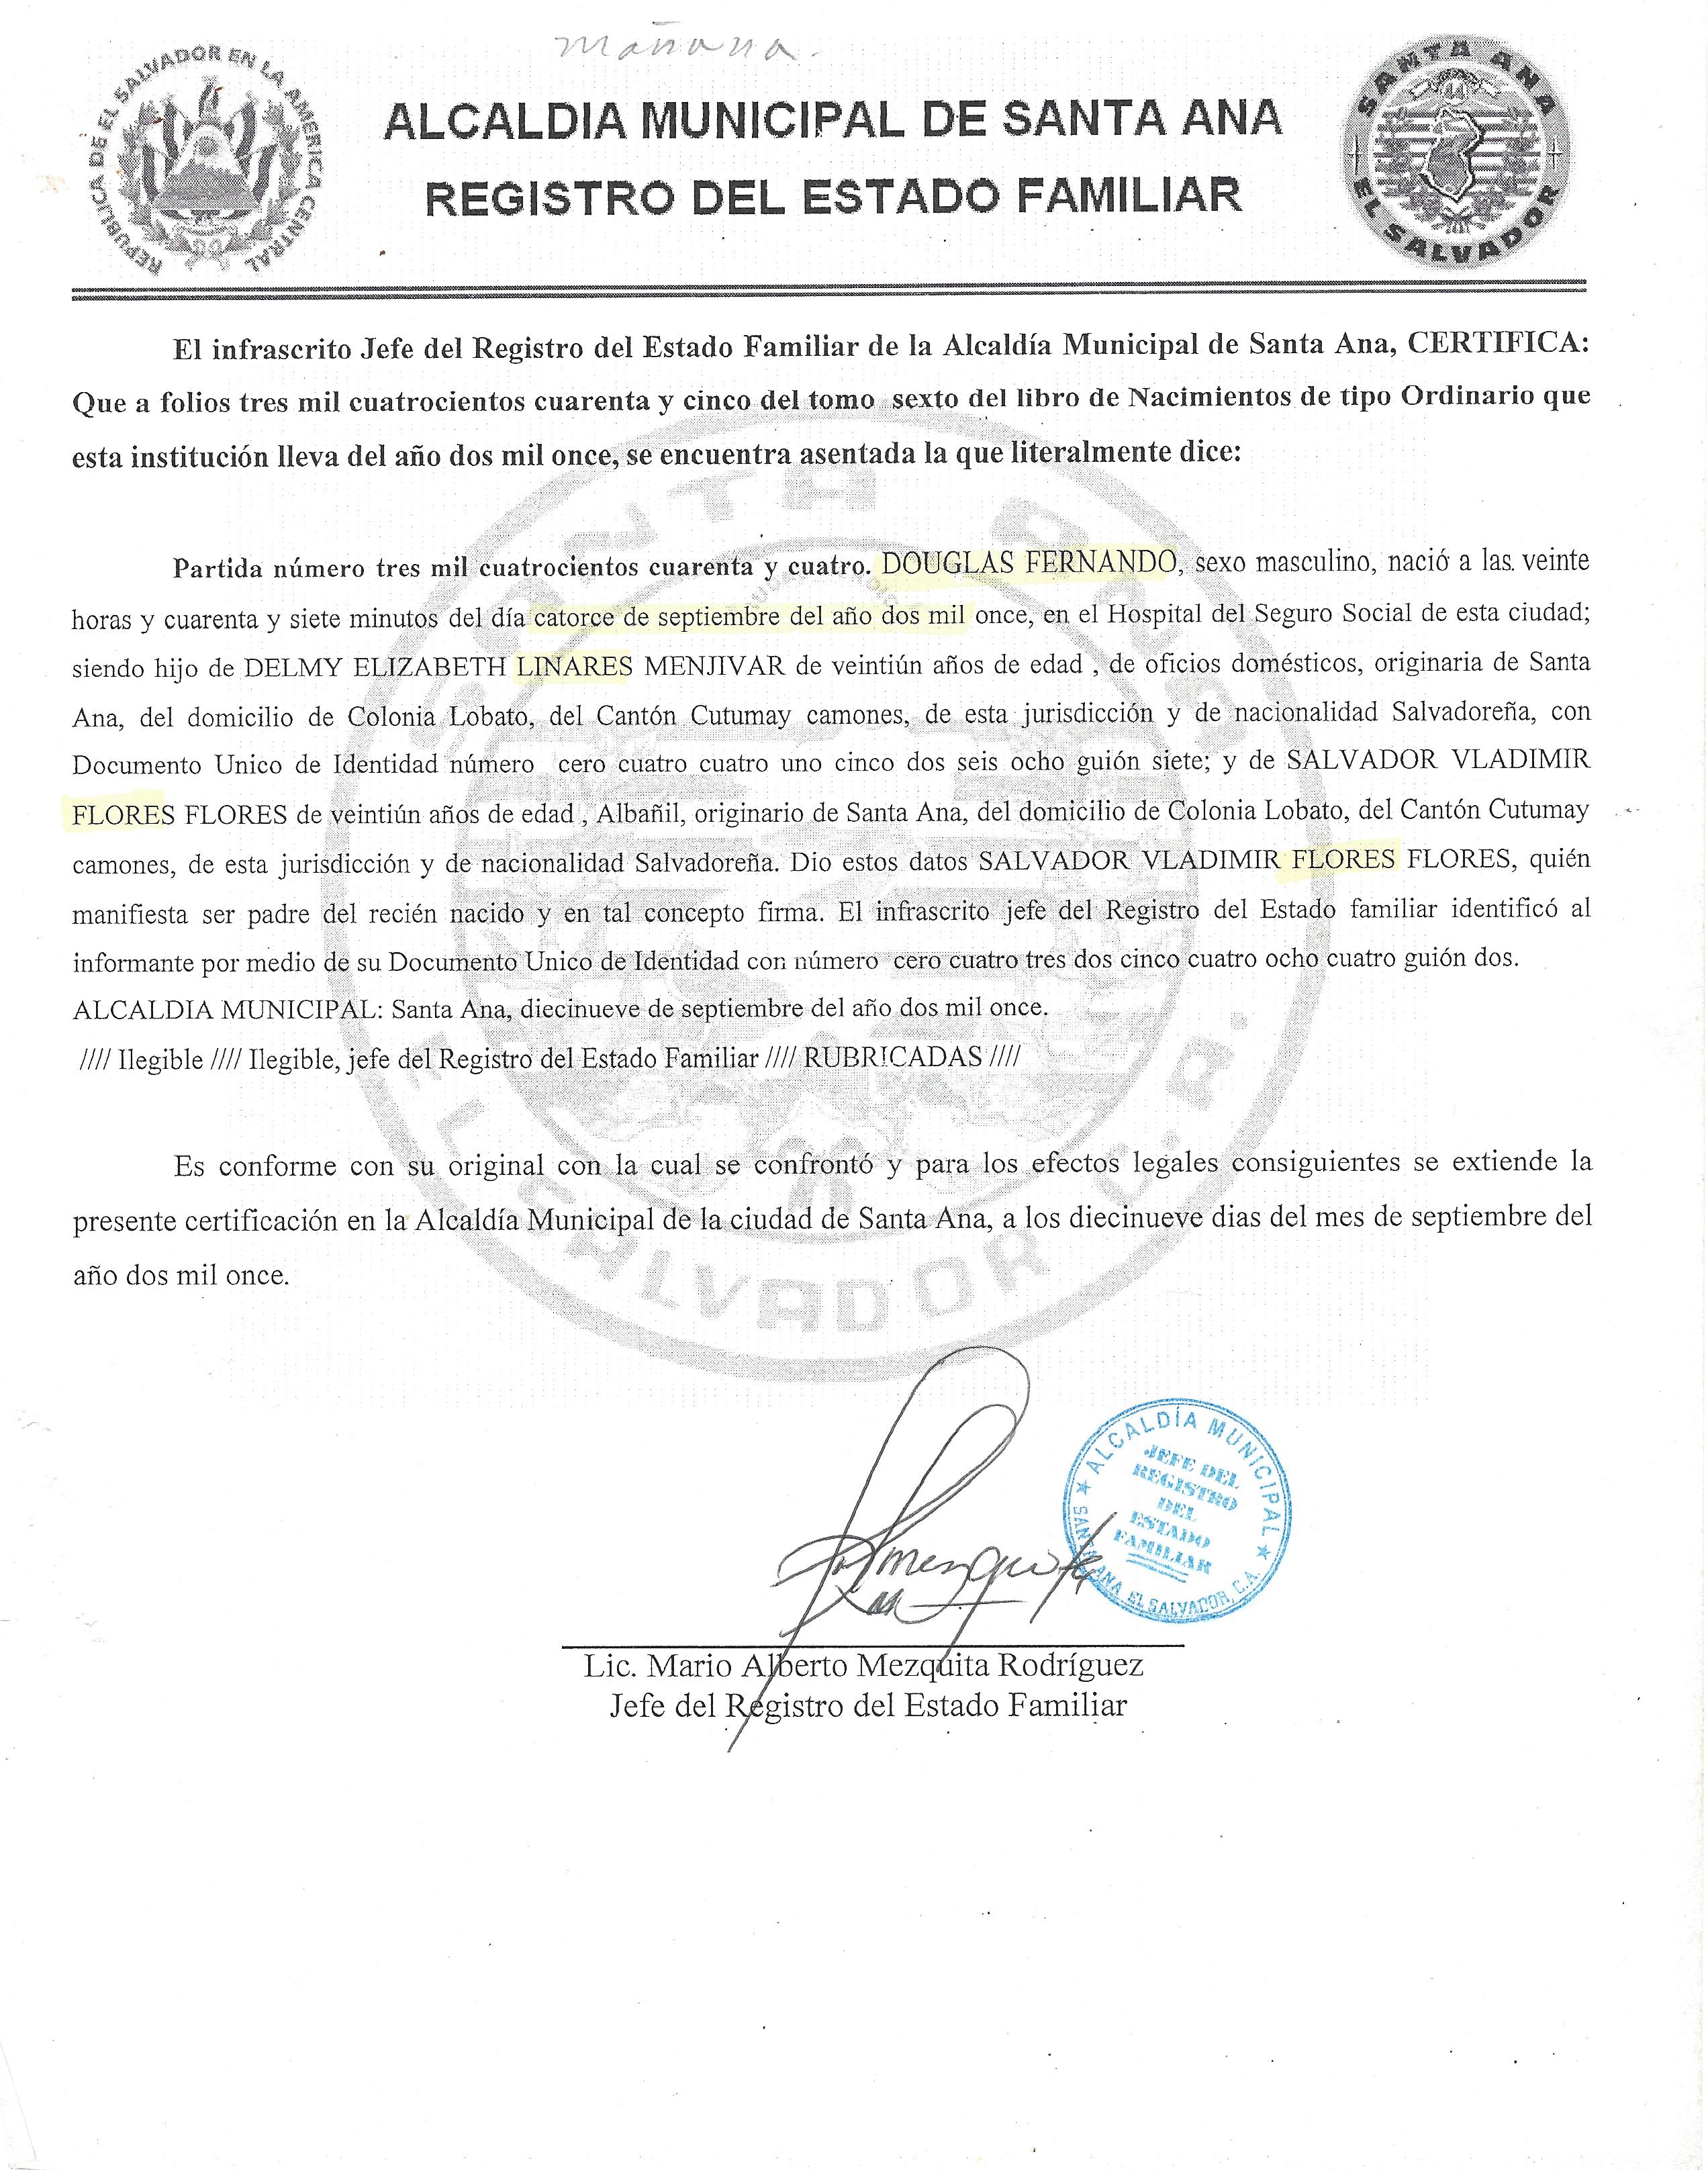 mañana.
REPUBLICA DE EL SALVADOR EN LA AMERICA CENTRAL
ALCALDIA MUNICIPAL DE SANTA ANA
REGISTRO DEL ESTADO FAMILIAR
SANTA ANA
EL SALVADOR
El infrascrito Jefe del Registro del Estado Familiar de la Alcaldía Municipal de Santa Ana, CERTIFICA:
Que a folios tres mil cuatrocientos cuarenta y cinco del tomo sexto del libro de Nacimientos de tipo Ordinario que
esta institución lleva del año dos mil once, se encuentra asentada la que literalmente dice:
Partida número tres mil cuatrocientos cuarenta y cuatro. DOUGLAS FERNANDO, sexo masculino, nació a las. veinte
horas y cuarenta y siete minutos del día catorce de septiembre del año dos mil once, en el Hospital del Seguro Social de esta ciudad;
siendo hijo de DELMY ELIZABETH LINARES MENJIVAR de veintiún años de edad , de oficios domésticos, originaria de Santa
Ana, del domicilio de Colonia Lobato, del Cantón Cutumay camones, de esta jurisdicción y de nacionalidad Salvadoreña, con
Documento Unico de Identidad número cero cuatro cuatro uno cinco dos seis ocho guión siete; y de SALVADOR VLADIMIR
FLORES FLORES de veintiún años de edad , Albañil, originario de Santa Ana, del domicilio de Colonia Lobato, del Cantón Cutumay
camones, de esta jurisdicción y de nacionalidad Salvadoreña. Dio estos datos SALVADOR VLADIMIR FLORES FLORES, quién
manifiesta ser padre del recién nacido y en tal concepto firma. El infrascrito jefe del Registro del Estado familiar identificó al
informante por medio de su Documento Unico de Identidad con número cero cuatro tres dos cinco cuatro ocho cuatro guión dos.
ALCALDIA MUNICIPAL: Santa Ana, diecinueve de septiembre del año dos mil once.
//// Ilegible //// Ilegible, jefe del Registro del Estado Familiar //// RUBRICADAS ////
Es conforme con su original con la cual se confrontó y para los efectos legales consiguientes se extiende la
presente certificación en la Alcaldía Municipal de la ciudad de Santa Ana, a los diecinueve dias del mes de septiembre del
año dos mil once.
ALCALDÍA MUNICIPAL
JEFE DEL
REGISTRO
DEL
ESTADO
FAMILIAR
SANTA ANA EL SALVADOR, C.A.
Lic. Mario Alberto Mezquita Rodríguez
Jefe del Registro del Estado Familiar